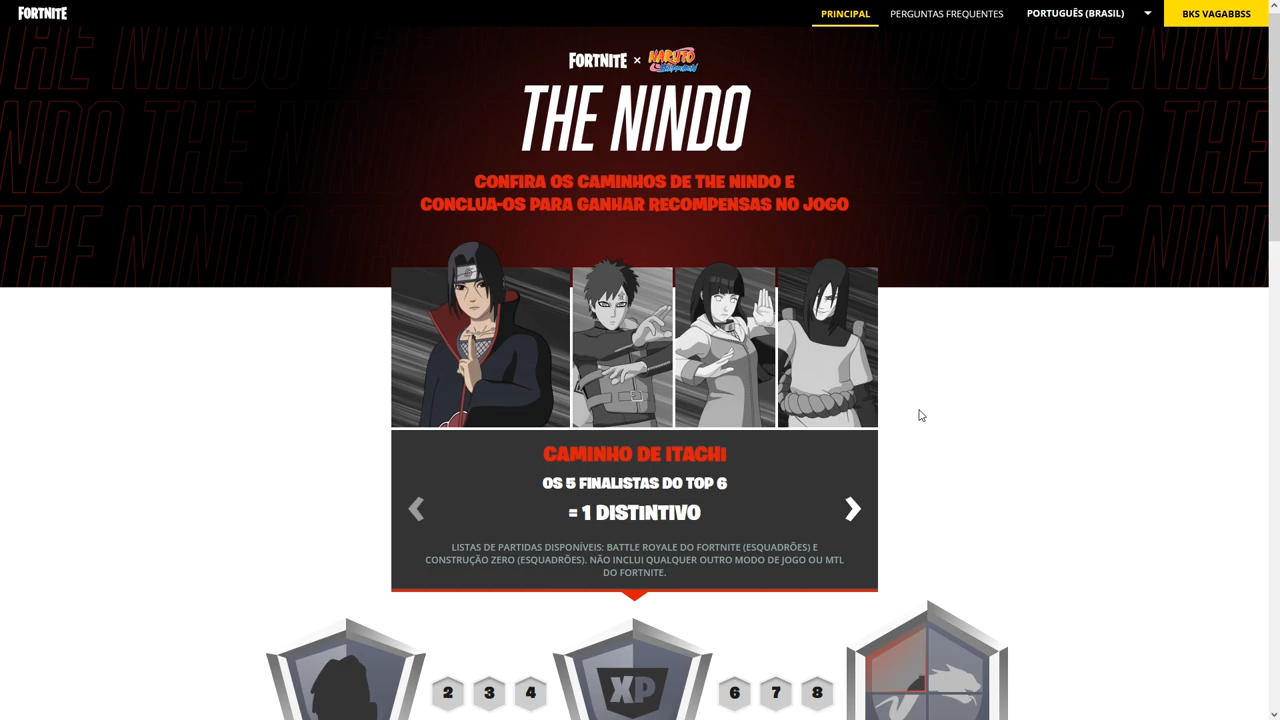 FORTNITE
PRINCIPAL
PERGUNTAS FREQUENTES
PORTUGUÊS (BRASIL)
BKS VAGABBSS
FORTNITE × NARUTO SHIPPUDEN
THE NINDO
CONFIRA OS CAMINHOS DE THE NINDO E
CONCLUA-OS PARA GANHAR RECOMPENSAS NO JOGO
CAMINHO DE ITACHI
OS 5 FINALISTAS DO TOP 6
= 1 DISTINTIVO
LISTAS DE PARTIDAS DISPONÍVEIS: BATTLE ROYALE DO FORTNITE (ESQUADRÕES) E
CONSTRUÇÃO ZERO (ESQUADRÕES). NÃO INCLUI QUALQUER OUTRO MODO DE JOGO OU MTL
DO FORTNITE.
2 3 4 XP 6 7 8